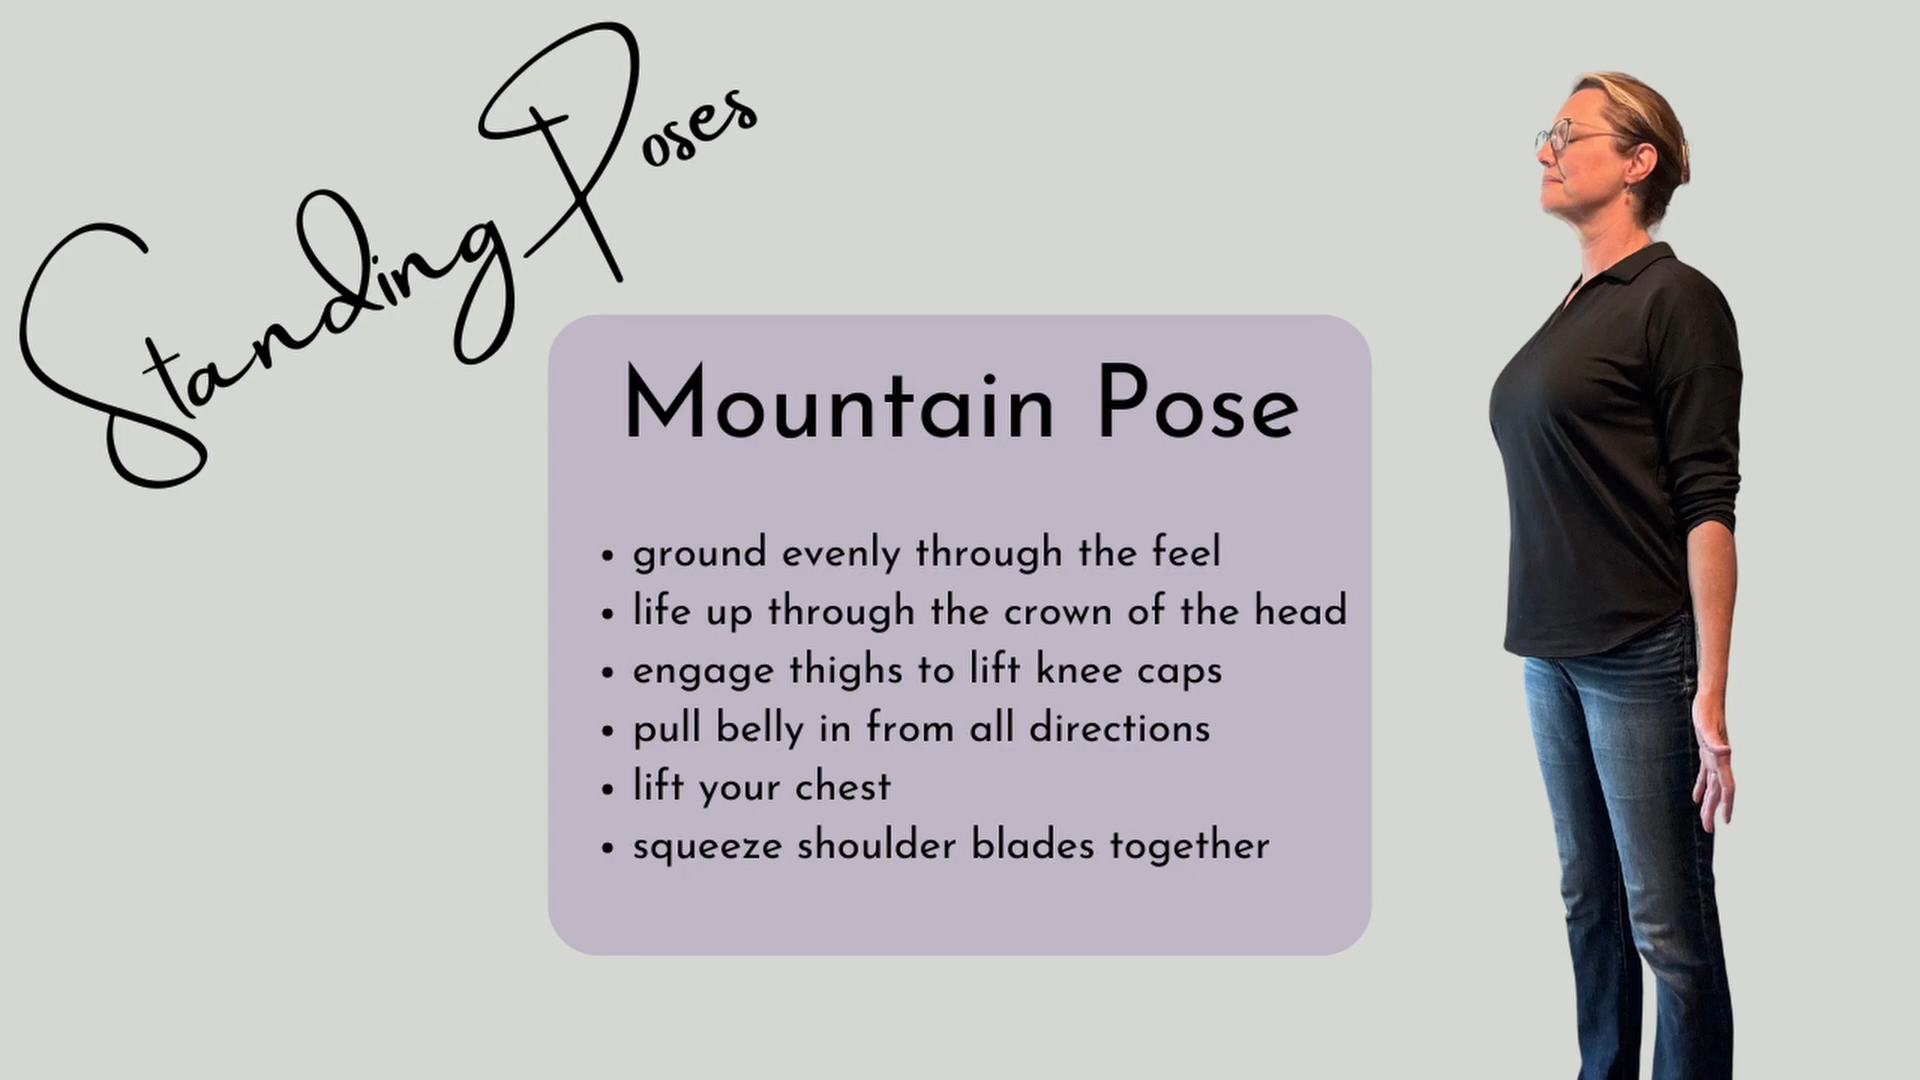 Standing Poses
Mountain Pose
• ground evenly through the feel
• life up through the crown of the head
• engage thighs to lift knee caps
• pull belly in from all directions
• lift your chest
• squeeze shoulder blades together